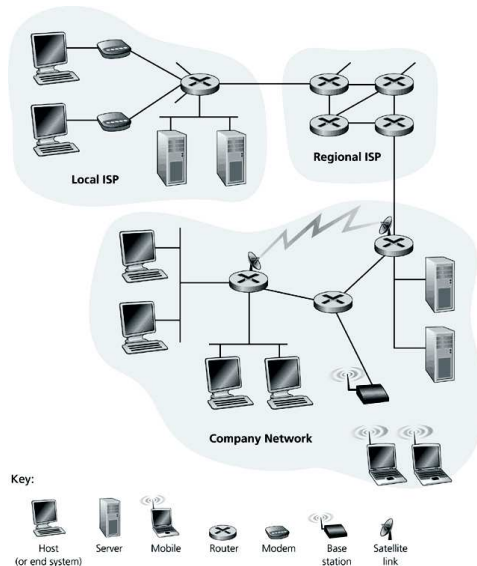 Local ISP
Regional ISP
Company Network
Key:
Host
(or end system)
Server
Mobile
Router
Modem
Base
station
Satellite
link